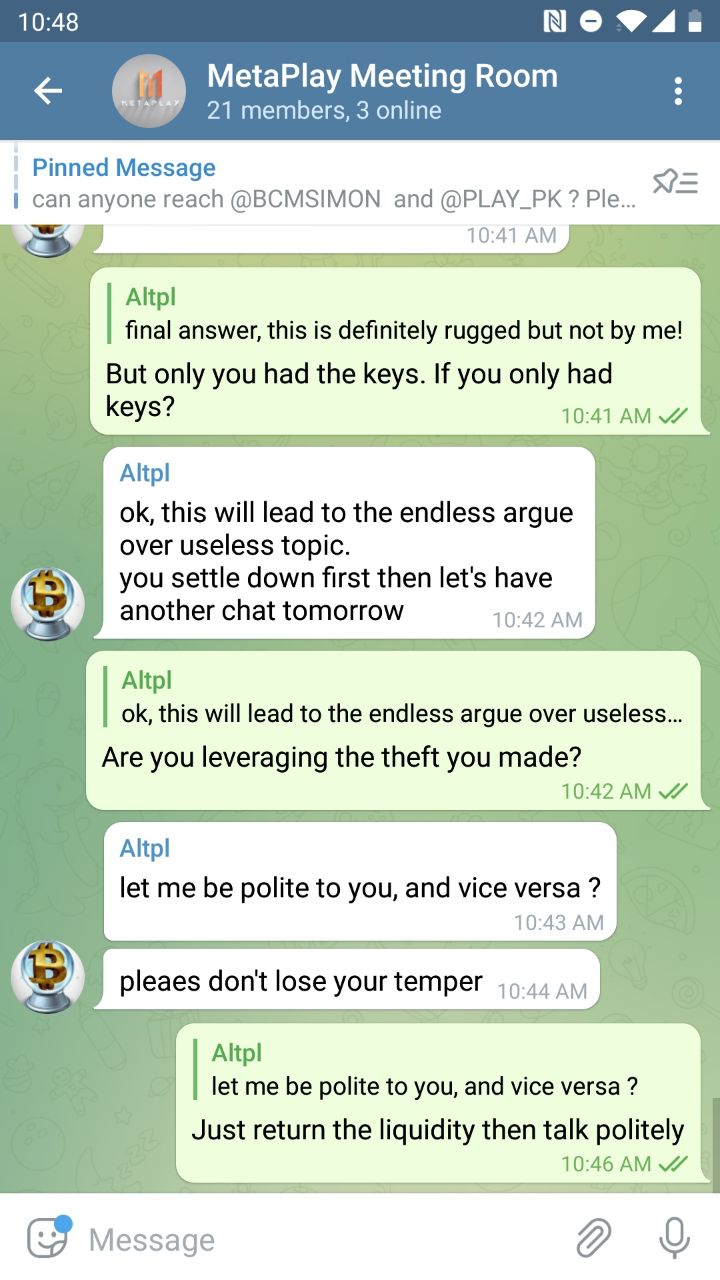 10:48
MetaPlay Meeting Room
METAPLAY
21 members, 3 online
Pinned Message
can anyone reach @BCMSIMON and @PLAY_PK ? Ple...
10:41 AM
Altpl
final answer, this is definitely rugged but not by me!
But only you had the keys. If you only had
keys?
10:41 AM
Altpl
ok, this will lead to the endless argue
over useless topic.
you settle down first then let's have
another chat tomorrow
10:42 AM
Altpl
ok, this will lead to the endless argue over useless...
Are you leveraging the theft you made?
10:42 AM
Altpl
let me be polite to you, and vice versa ?
10:43 AM
pleaes don't lose your temper
10:44 AM
Altpl
let me be polite to you, and vice versa ?
Just return the liquidity then talk politely
10:46 AM
Message